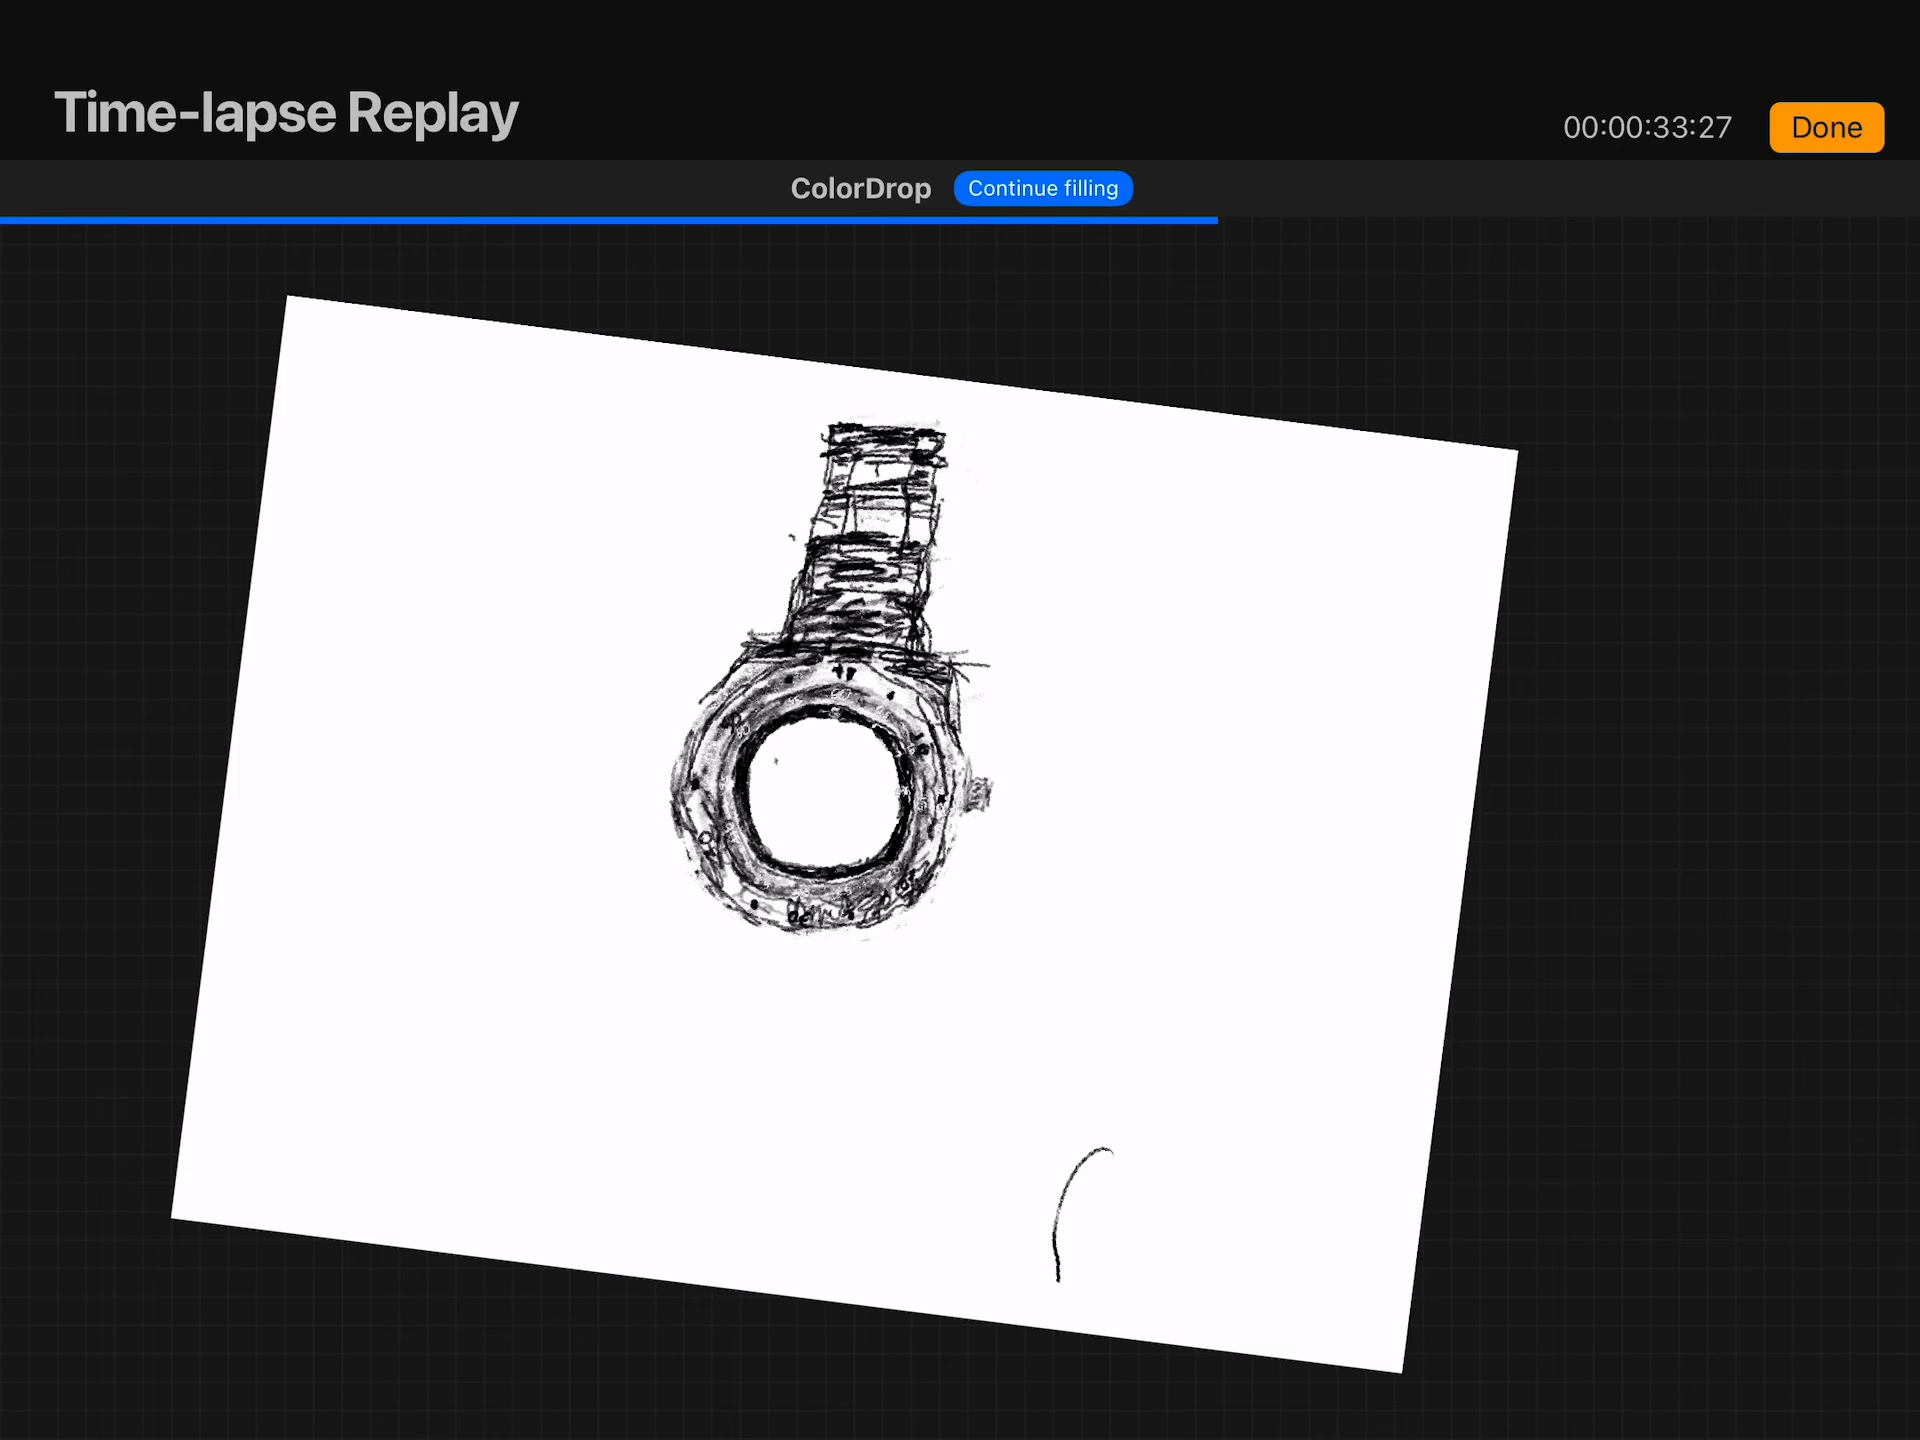 Time-lapse Replay
00:00:33:27
Done
ColorDrop
Continue filling